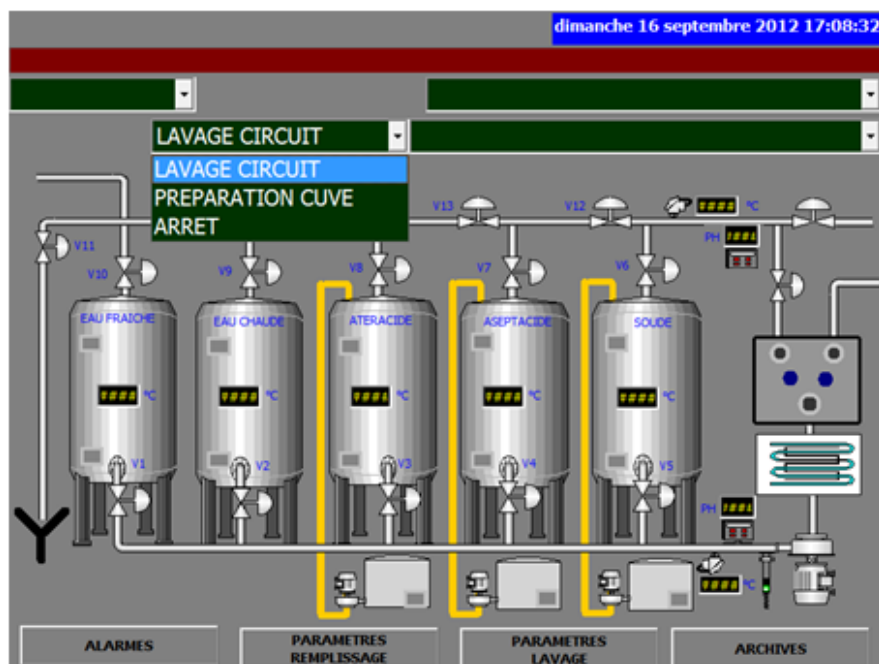 dimanche 16 septembre 2012 17:08:32
LAVAGE CIRCUIT
LAVAGE CIRCUIT
PREPARATION CUVE
ARRET
V13
V12
°C
PH
V11
V10
V9
V8
V7
V6
EAU FRAICHE
EAU CHAUDE
ATERACIDE
ASEPTACIDE
SOUDE
°C
°C
°C
°C
°C
V1
V2
V3
V4
V5
PH
°C
ALARMES
PARAMETRES
REMPLISSAGE
PARAMETRES
LAVAGE
ARCHIVES